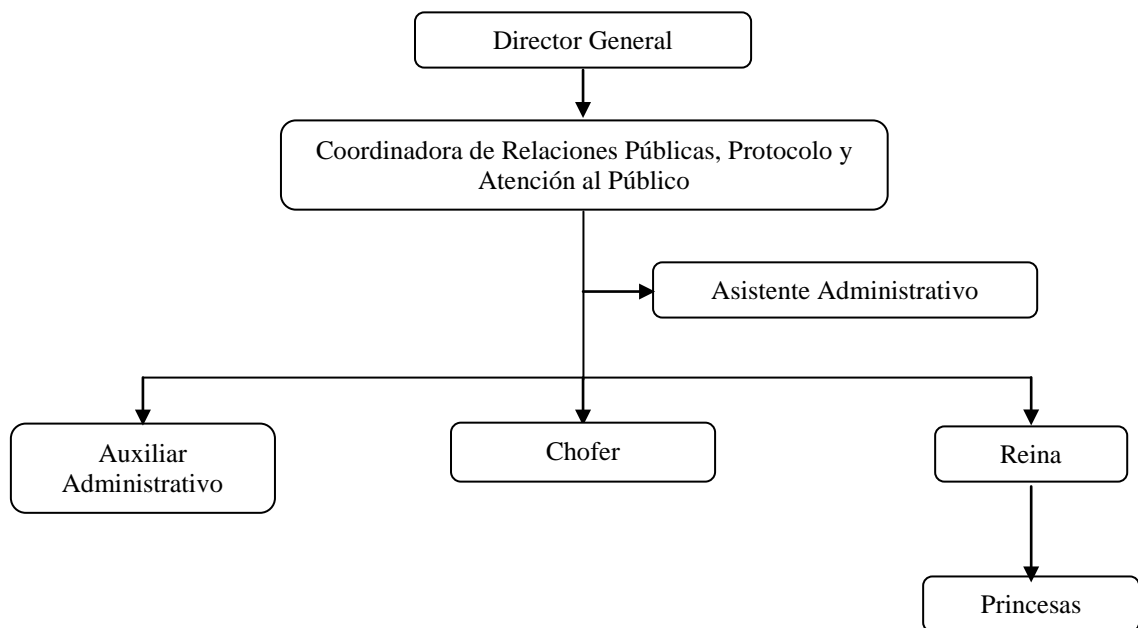 Director General
Coordinadora de Relaciones Públicas, Protocolo y
Atención al Público
Asistente Administrativo
Auxiliar
Administrativo
Chofer
Reina
Princesas